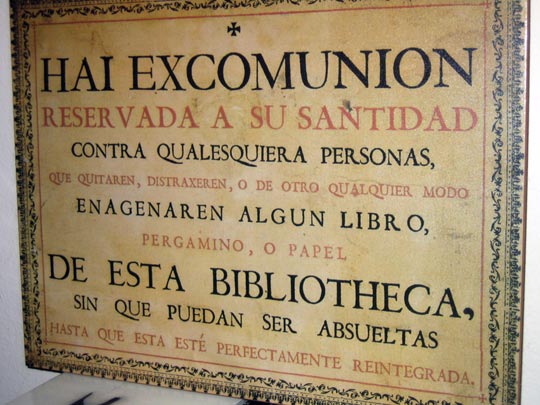 HAI EXCOMUNION
RESERVADA A SU SANTIDAD
CONTRA QUALESQUIERA PERSONAS,
QUE QUITAREN, DISTRAXEREN, O DE OTRO QUALQUIER MODO
ENAGENAREN ALGUN LIBRO,
PERGAMINO, O PAPEL
DE ESTA BIBLIOTHECA,
SIN QUE PUEDAN SER ABSUELTAS
HASTA QUE ESTA ESTÉ PERFECTAMENTE REINTEGRADA.